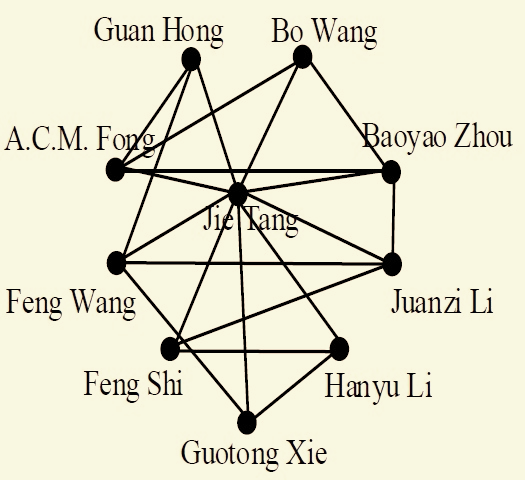 Guan Hong
Bo Wang
A.C.M. Fong
Baoyao Zhou
Jie Tang
Feng Wang
Juanzi Li
Feng Shi
Hanyu Li
Guotong Xie